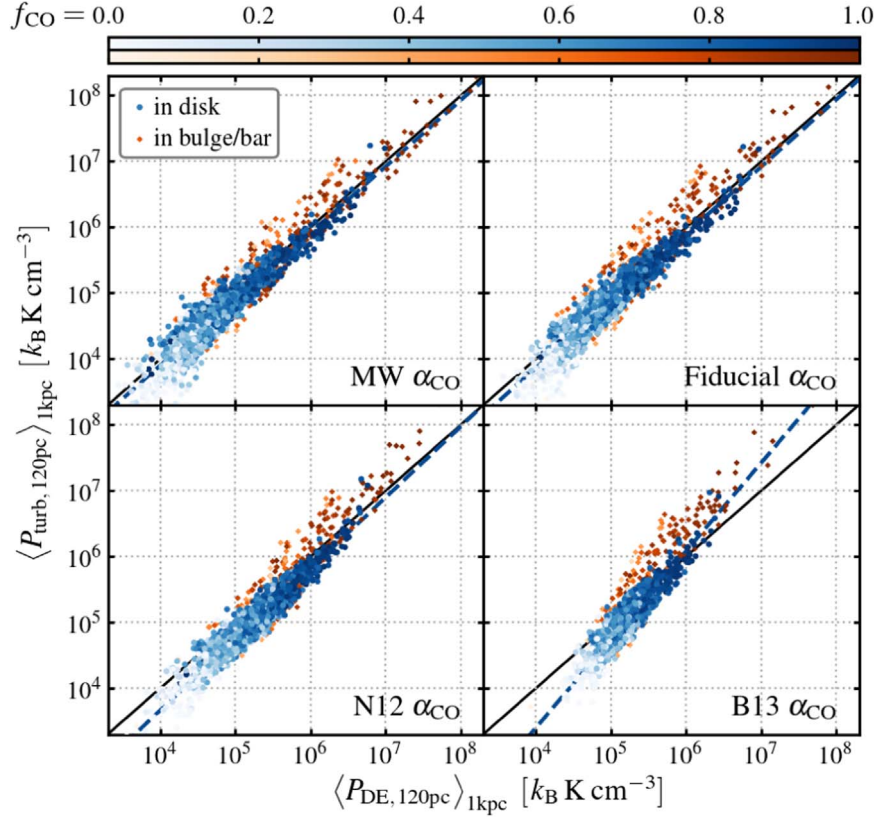 f_CO = 0.0 0.2 0.4 0.6 0.8 1.0
in disk
in bulge/bar
10^8
10^7
10^6
10^5
10^4
MW α_CO
Fiducial α_CO
⟨P_turb, 120pc⟩_1kpc [k_B K cm^−3]
10^8
10^7
10^6
10^5
10^4
N12 α_CO
B13 α_CO
10^4 10^5 10^6 10^7 10^8 10^4 10^5 10^6 10^7 10^8
⟨P_DE, 120pc⟩_1kpc [k_B K cm^−3]